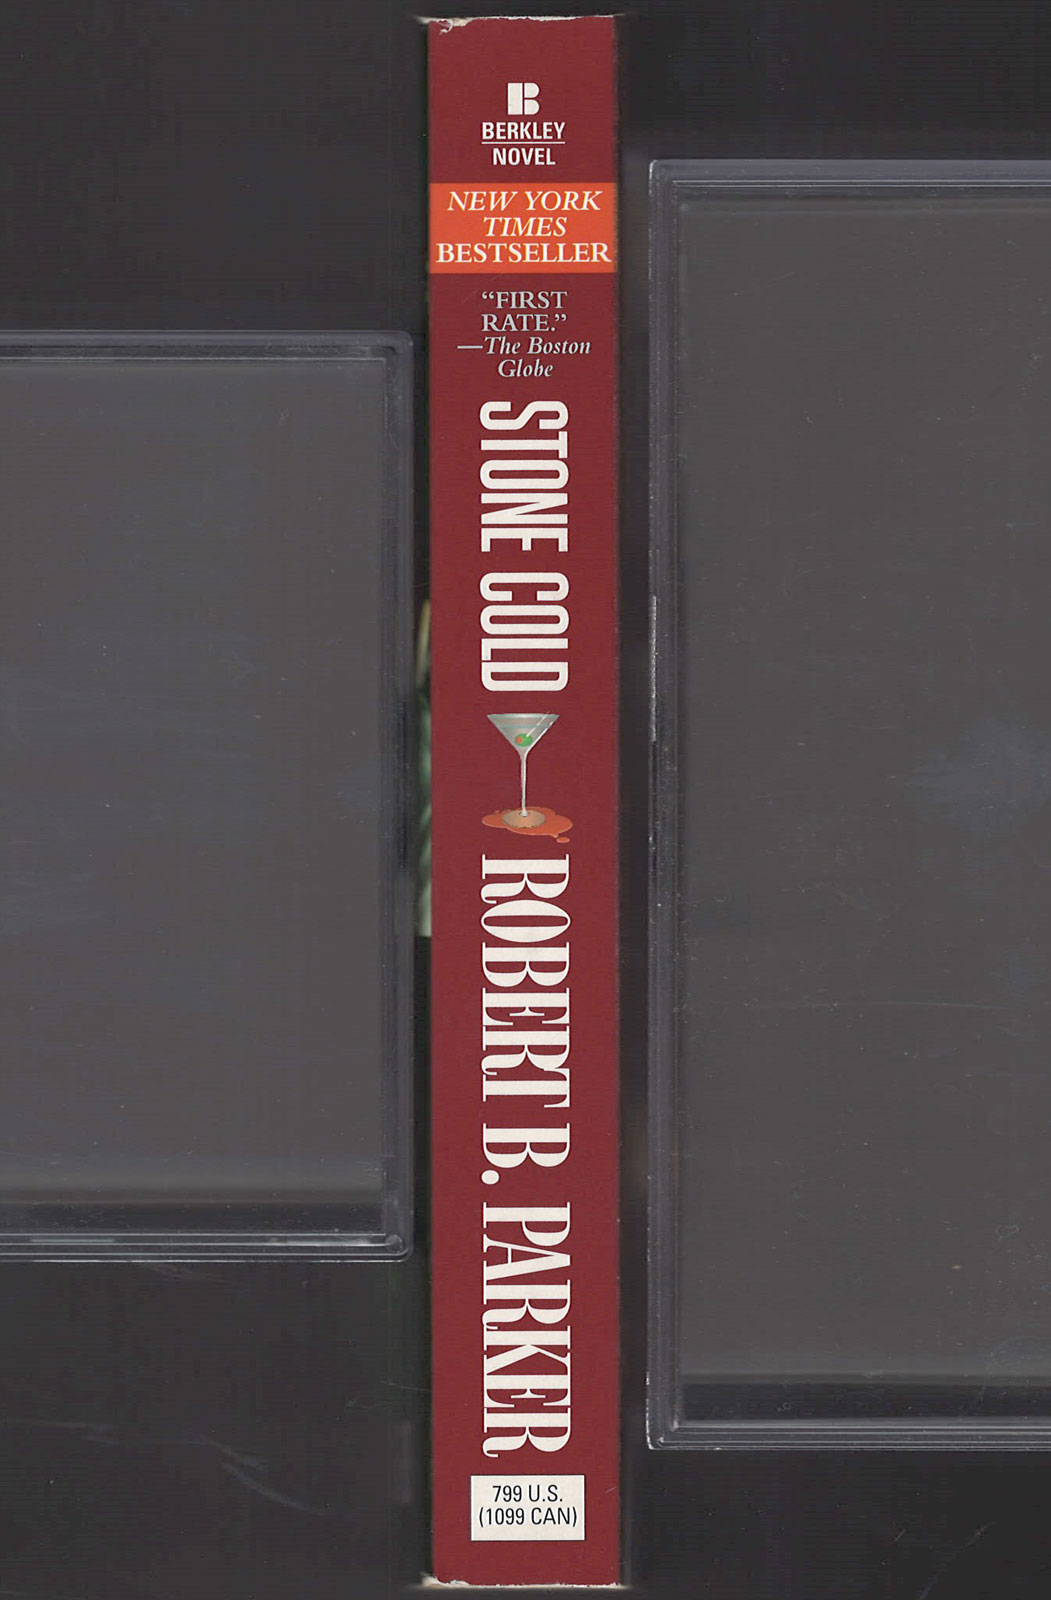 B
BERKLEY
NOVEL
NEW YORK
TIMES
BESTSELLER
“FIRST
RATE.”
—The Boston
Globe
STONE COLD
ROBERT B. PARKER
799 U.S.
(1099 CAN)